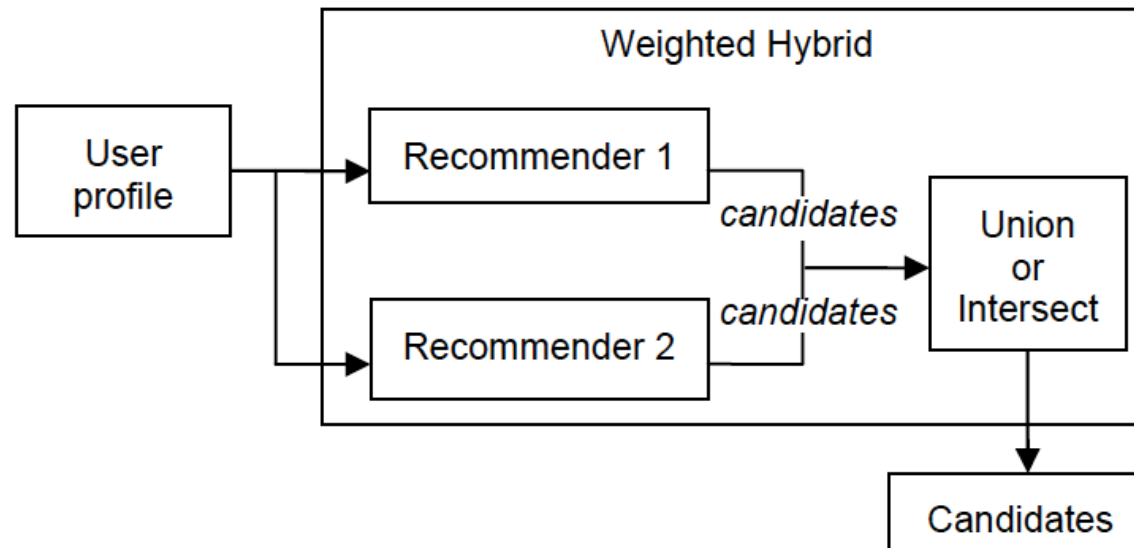 Weighted Hybrid
User
profile
Recommender 1
candidates
Union
or
Intersect
candidates
Recommender 2
Candidates